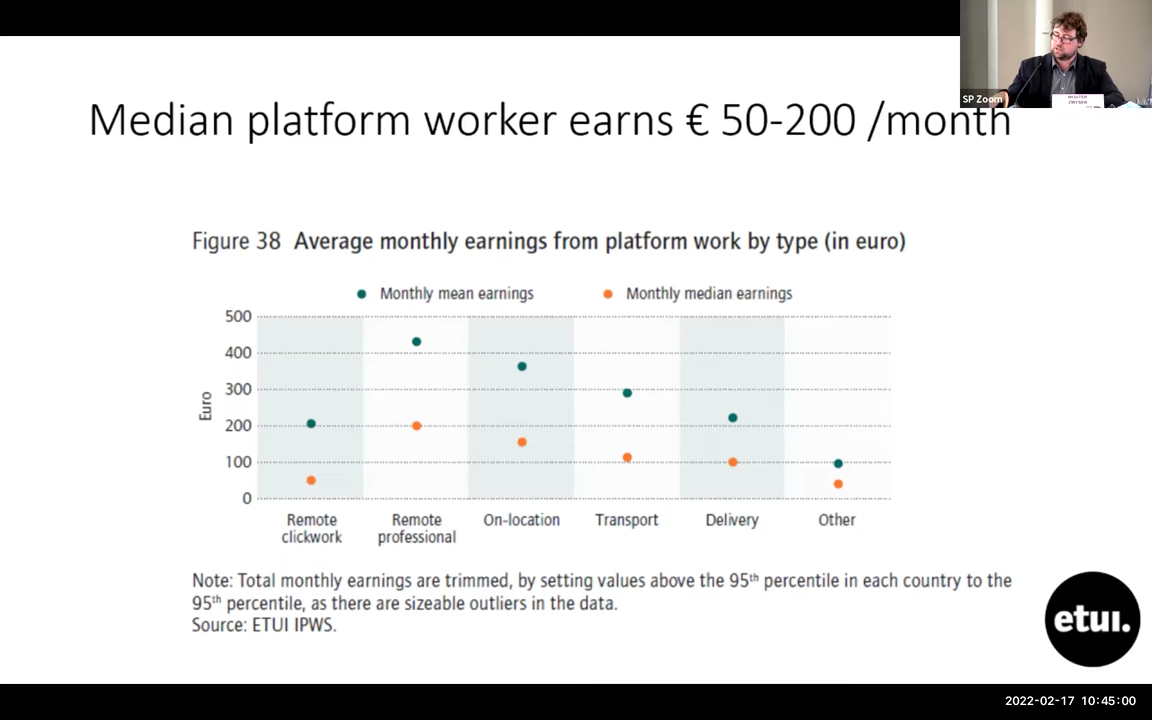 SP Zoom
WOUTER
ZWYSEN
Median platform worker earns € 50-200 /month
Figure 38 Average monthly earnings from platform work by type (in euro)
Monthly mean earnings Monthly median earnings
500
400
300
200
100
0
Euro
Remote clickwork
Remote professional
On-location
Transport
Delivery
Other
Note: Total monthly earnings are trimmed, by setting values above the 95th percentile in each country to the
95th percentile, as there are sizeable outliers in the data.
Source: ETUI IPWS.
etui.
2022-02-17 10:45:00